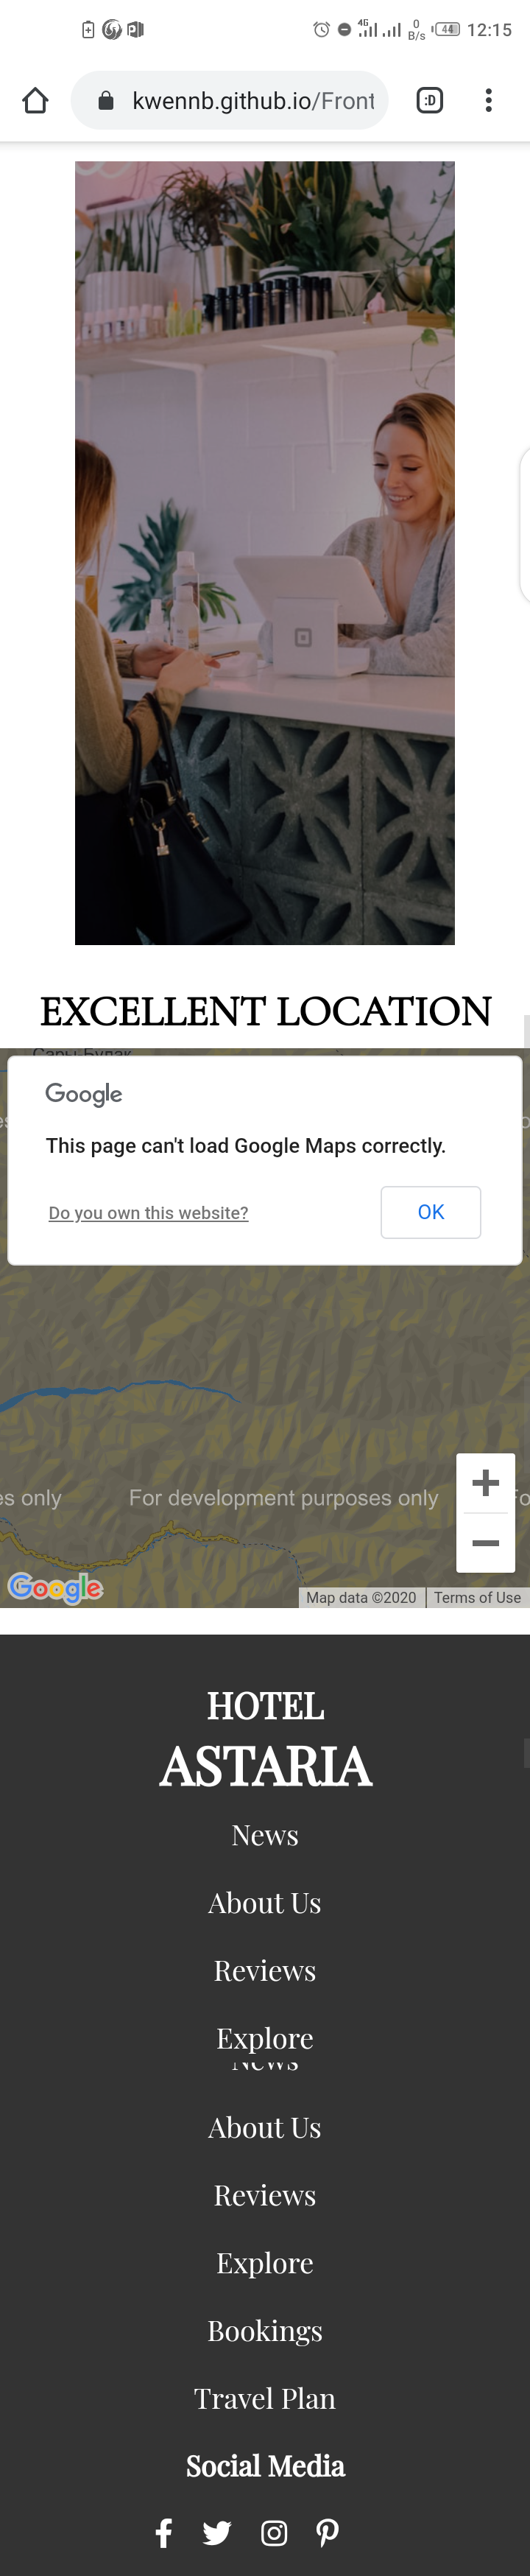 4G
0
B/s
44
12:15
kwennb.github.io/Front
:D
EXCELLENT LOCATION
Сары-Булак
Google
This page can't load Google Maps correctly.
Do you own this website?
OK
es only
For development purposes only
Fo
Google
Map data ©2020
Terms of Use
HOTEL
ASTARIA
News
About Us
Reviews
Explore
News
About Us
Reviews
Explore
Bookings
Travel Plan
Social Media